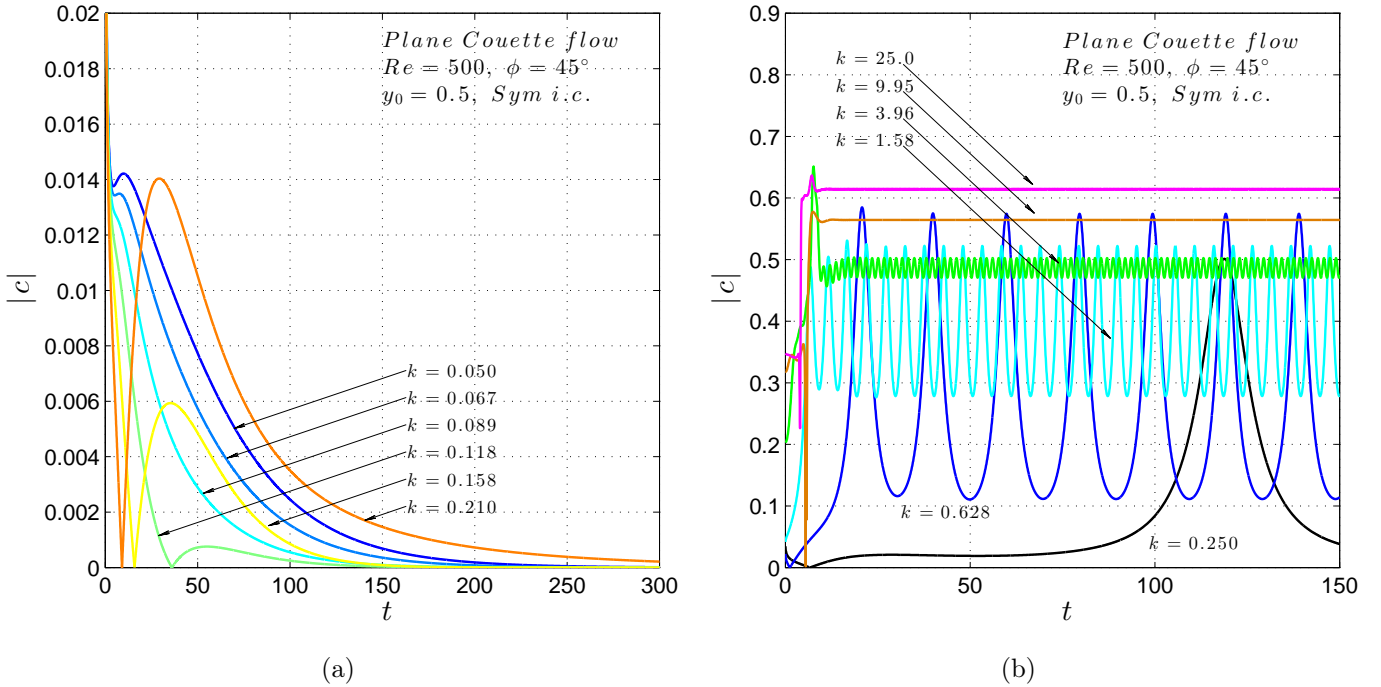 0.02
0.018
0.016
0.014
0.012
0.01
0.008
0.006
0.004
0.002
0
|c|
Plane Couette flow
Re = 500, ϕ = 45°
y₀ = 0.5, Sym i.c.
k = 0.050
k = 0.067
k = 0.089
k = 0.118
k = 0.158
k = 0.210
0 50 100 150 200 250 300
t
(a)
0.9
0.8
0.7
0.6
0.5
0.4
0.3
0.2
0.1
0
|c|
k = 25.0
k = 9.95
k = 3.96
k = 1.58
Plane Couette flow
Re = 500, ϕ = 45°
y₀ = 0.5, Sym i.c.
k = 0.628
k = 0.250
0 50 100 150
t
(b)